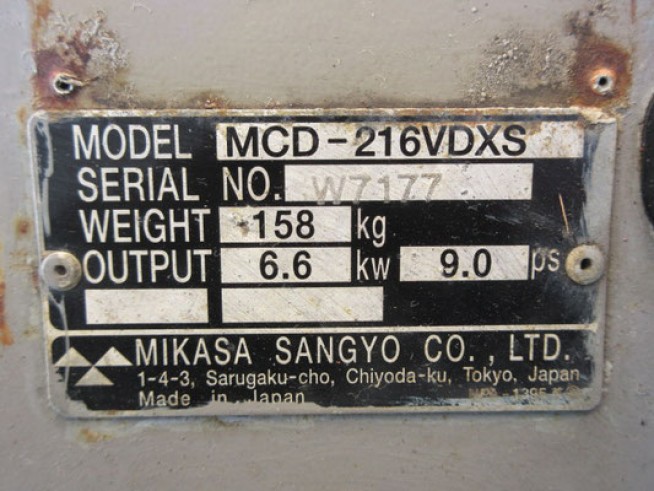 MODEL MCD-216VDXS
SERIAL NO. W7177
WEIGHT 158 kg
OUTPUT 6.6 kw 9.0 ps
MIKASA SANGYO CO., LTD.
1-4-3, Sarugaku-cho, Chiyoda-ku, Tokyo, Japan
Made in Japan